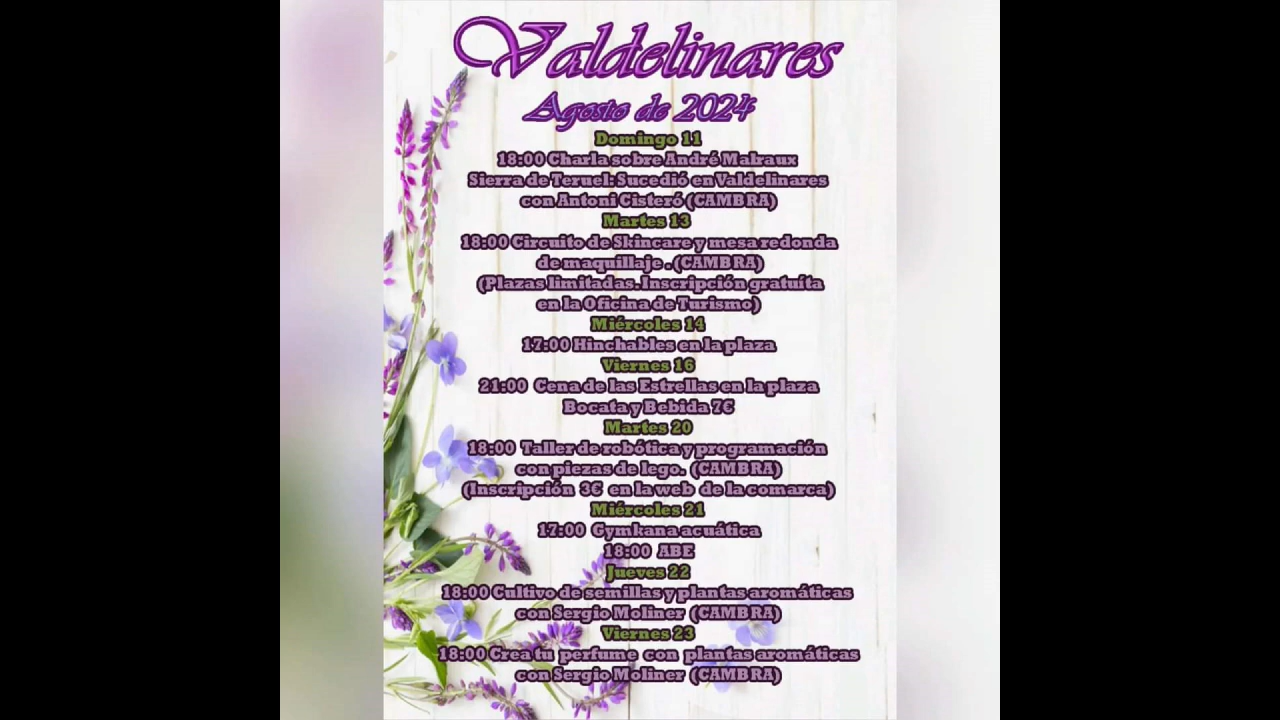 Valdelinares
Agosto de 2024
Domingo 11
18:00 Charla sobre André Malraux
Sierra de Teruel: Sucedió en Valdelinares
con Antoni Cisteró (CAMBRA)
Martes 13
18:00 Circuito de Skincare y mesa redonda
de maquillaje . (CAMBRA)
(Plazas limitadas. Inscripción gratuíta
en la Oficina de Turismo)
Miércoles 14
17:00 Hinchables en la plaza
Viernes 16
21:00 Cena de las Estrellas en la plaza
Bocata y Bebida 7€
Martes 20
18:00 Taller de robótica y programación
con piezas de lego. (CAMBRA)
(Inscripción 3€ en la web de la comarca)
Miércoles 21
17:00 Gymkana acuática
18:00 ABE
Jueves 22
18:00 Cultivo de semillas y plantas aromáticas
con Sergio Moliner (CAMBRA)
Viernes 23
18:00 Crea tu perfume con plantas aromáticas
con Sergio Moliner (CAMBRA)